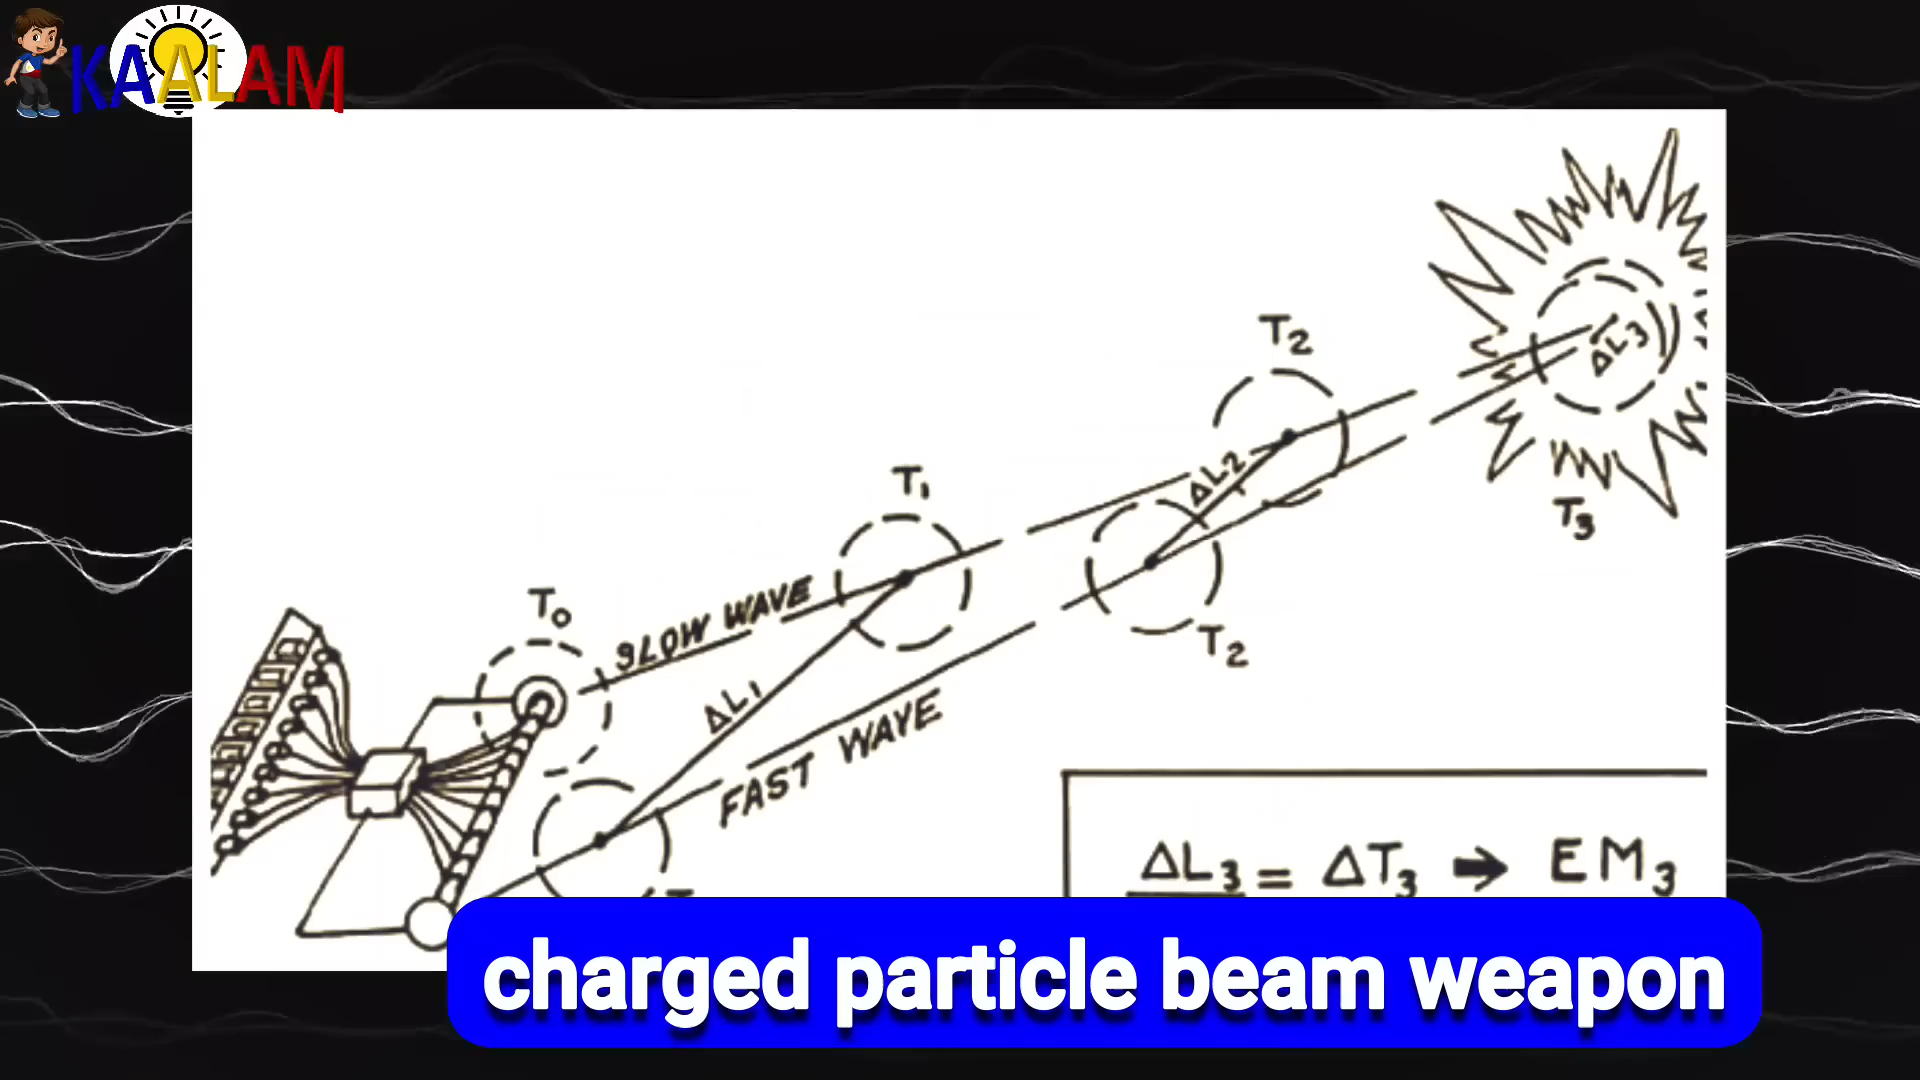 KAALAM
T3
ΔL3
T2
ΔL2
T2
T1
T0
SLOW WAVE
ΔL1
FAST WAVE
ΔL3 = ΔT3 → EM3
charged particle beam weapon